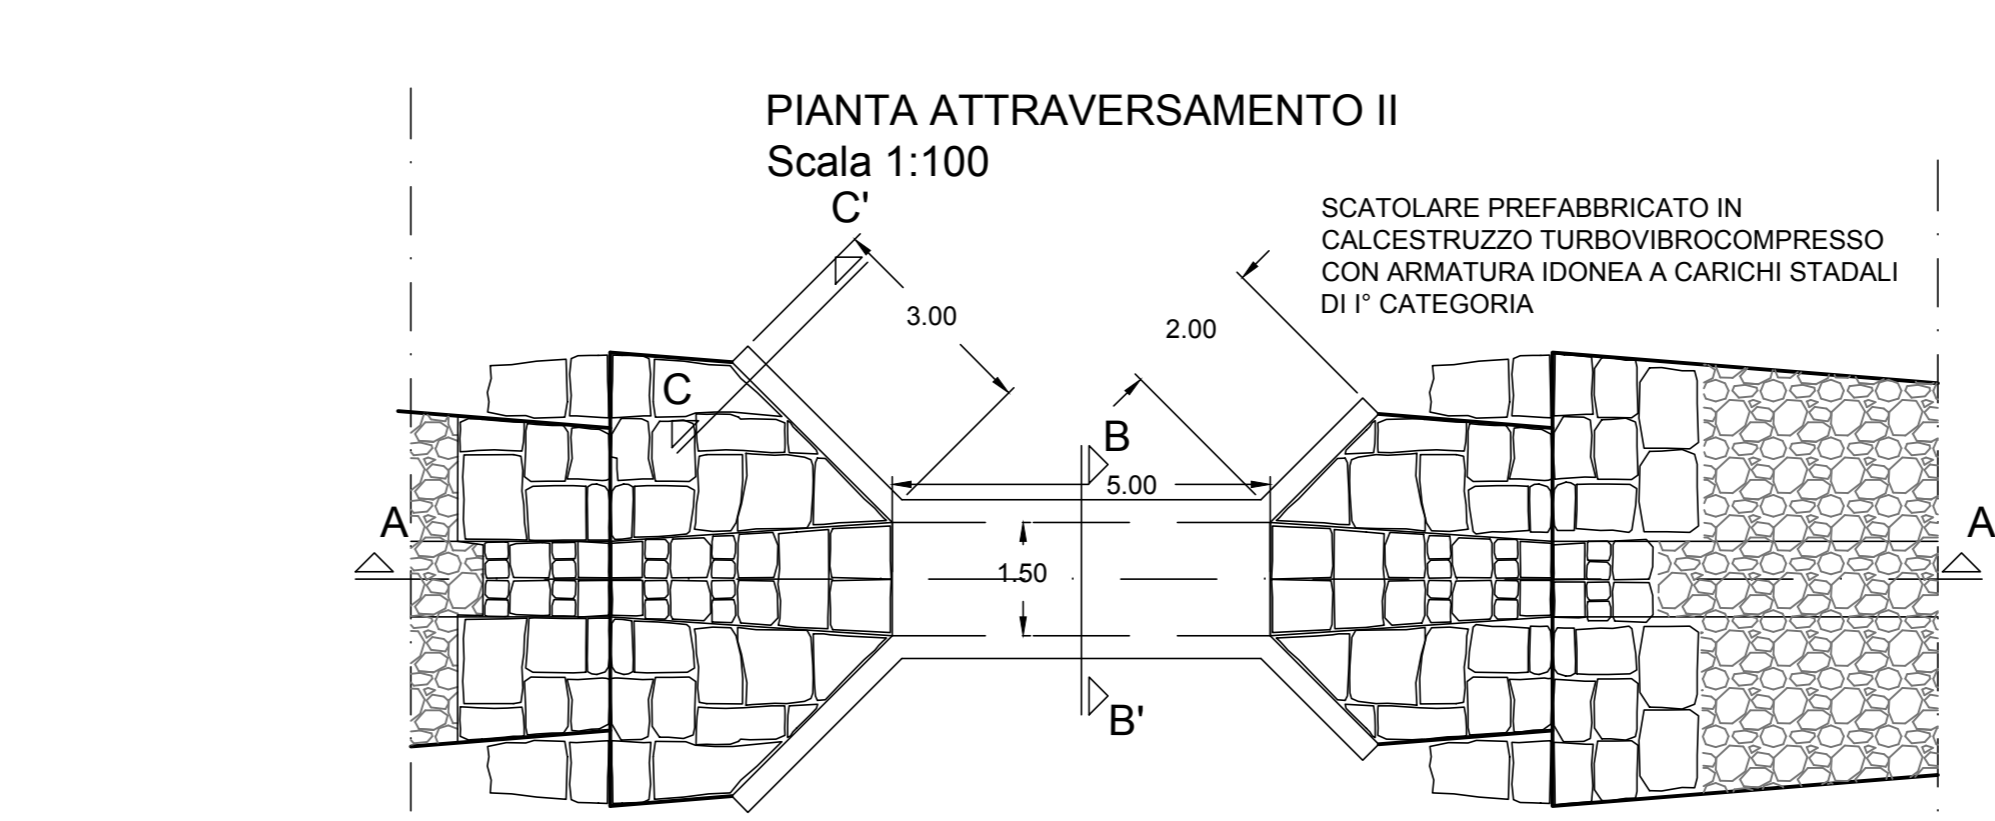 PIANTA ATTRAVERSAMENTO II
Scala 1:100
C'
SCATOLARE PREFABBRICATO IN
CALCESTRUZZO TURBOVIBROCOMPRESSO
CON ARMATURA IDONEA A CARICHI STADALI
DI I° CATEGORIA
3.00
2.00
C
B
5.00
A
A
1.50
B'